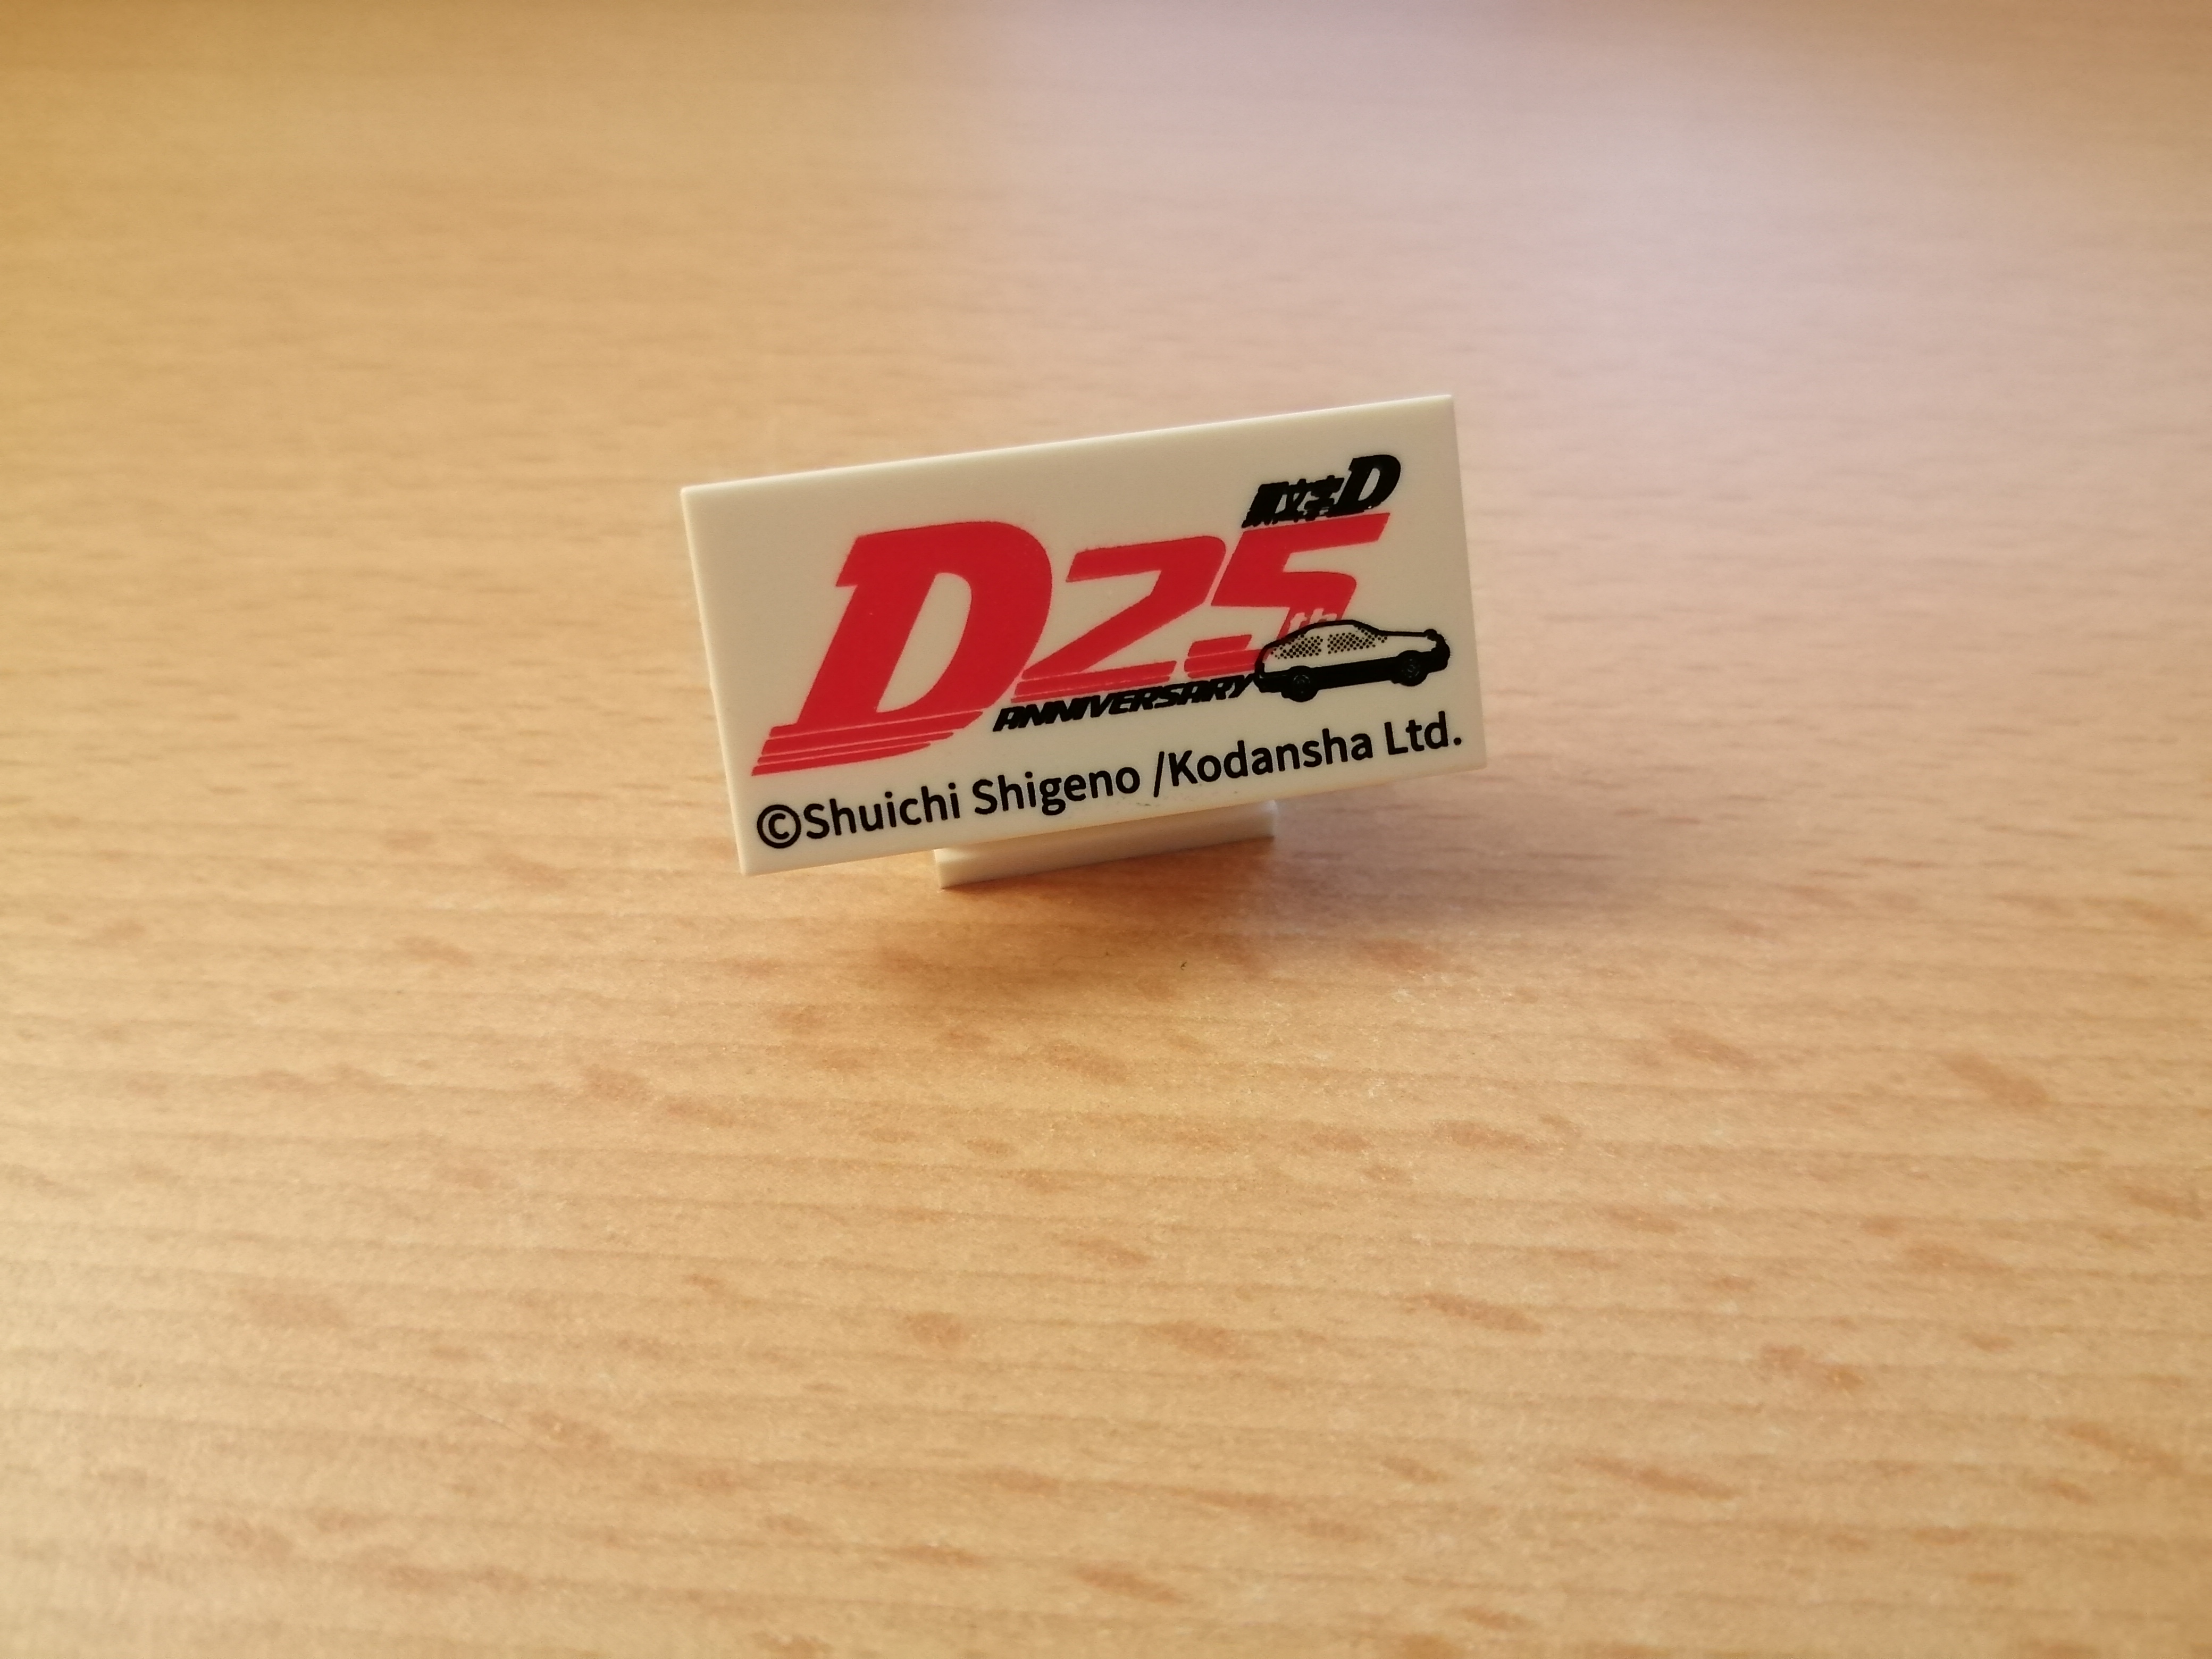 頭文字D
D25th
ANNIVERSARY
©Shuichi Shigeno /Kodansha Ltd.